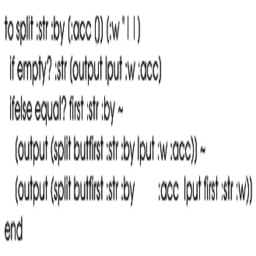 to split :str :by (:acc []) (:w "||)
if empty? :str (output lput :w :acc)
ifelse equal? first :str :by ~
(output (split butfirst :str :by lput :w :acc)) ~
(output (split butfirst :str :by :acc lput first :str :w))
end